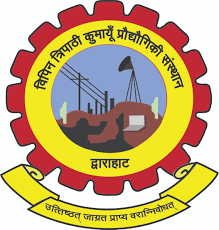 विपिन त्रिपाठी कुमायूँ प्रौद्योगिकी संस्थान
द्वाराहाट
उत्तिष्ठत् जाग्रत प्राप्य वरान्निबोधत्